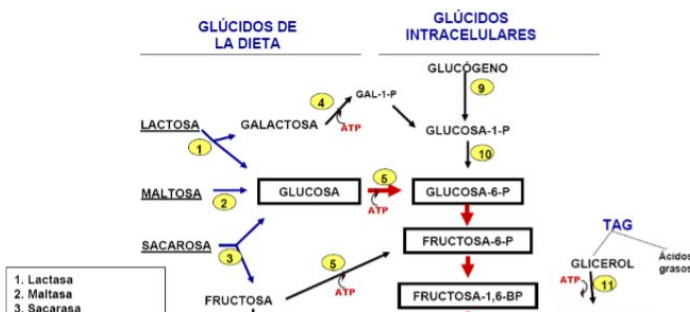 GLÚCIDOS DE
LA DIETA
GLÚCIDOS
INTRACELULARES
GLUCÓGENO
9
4
GAL-1-P
LACTOSA
GALACTOSA
ATP
GLUCOSA-1-P
1
10
5
MALTOSA
GLUCOSA
GLUCOSA-6-P
2
ATP
TAG
SACAROSA
3
5
FRUCTOSA-6-P
GLICEROL
Ácidos
grasos
ATP
11
1. Lactasa
2. Maltasa
3. Sacarasa
FRUCTOSA
ATP
FRUCTOSA-1,6-BP